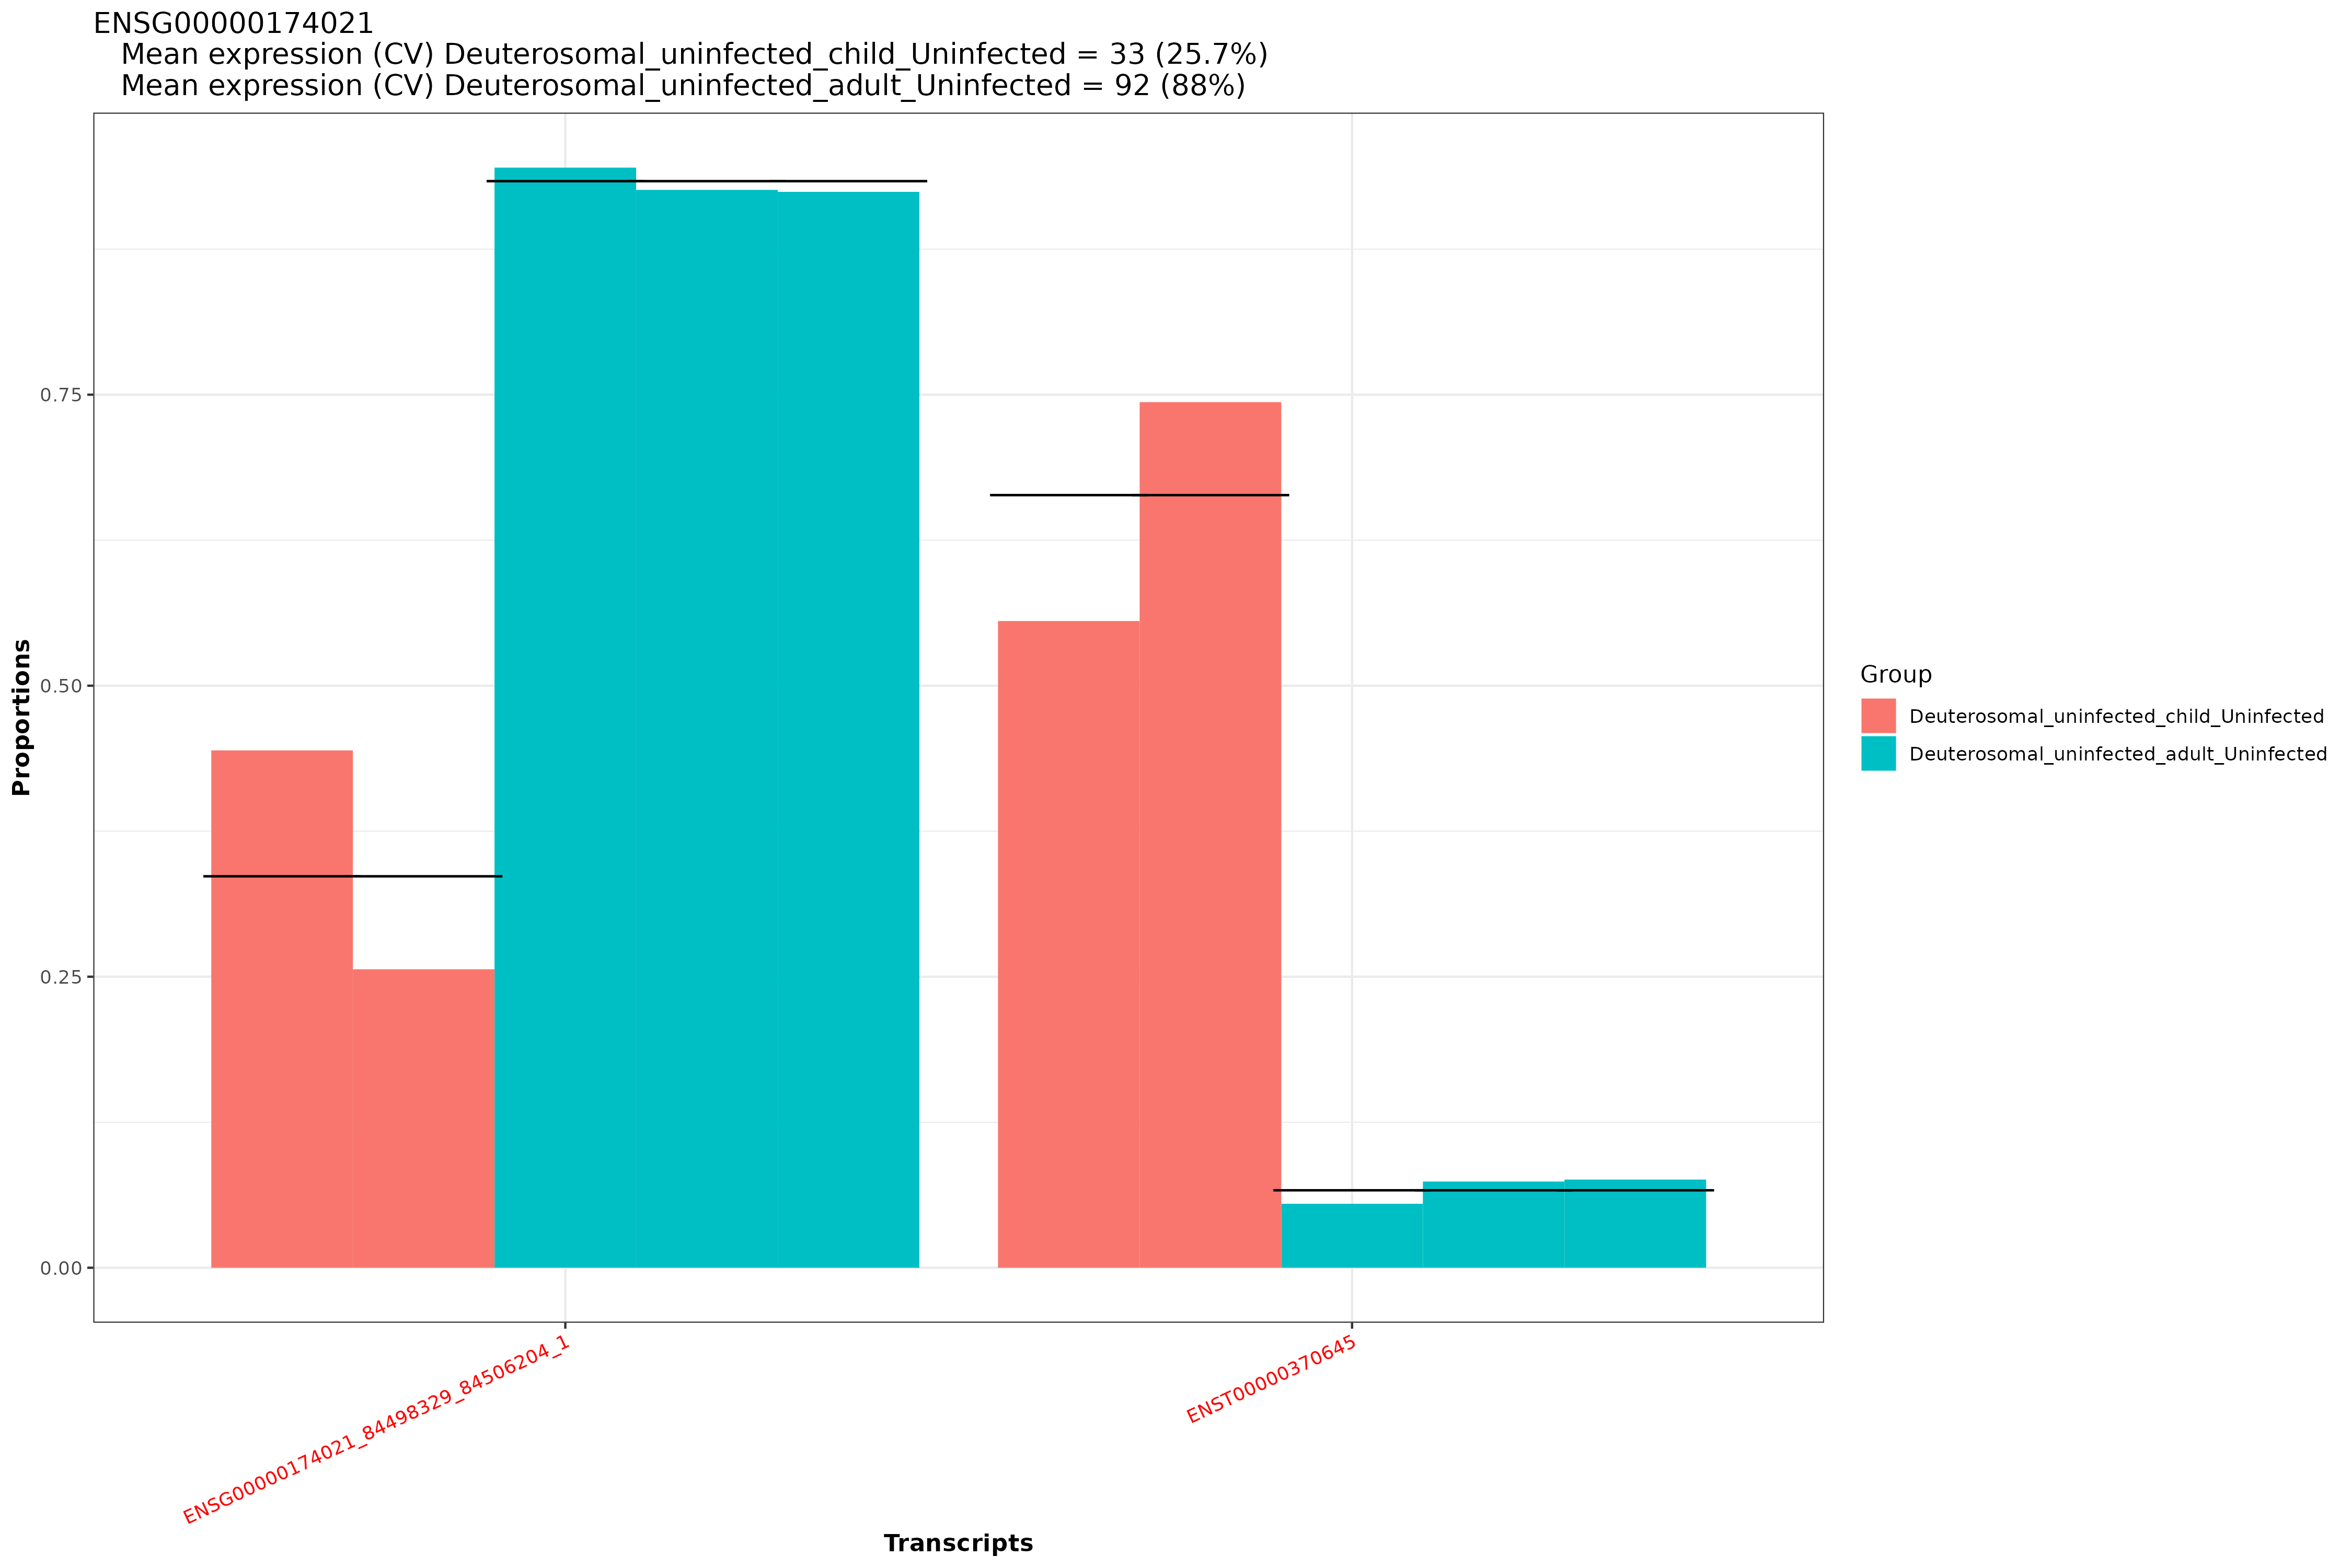 ENSG00000174021
Mean expression (CV) Deuterosomal_uninfected_child_Uninfected = 33 (25.7%)
Mean expression (CV) Deuterosomal_uninfected_adult_Uninfected = 92 (88%)
Proportions
0.75
0.50
0.25
0.00
ENSG00000174021_84498329_84506204_1
ENST00000370645
Transcripts
Group
Deuterosomal_uninfected_child_Uninfected
Deuterosomal_uninfected_adult_Uninfected